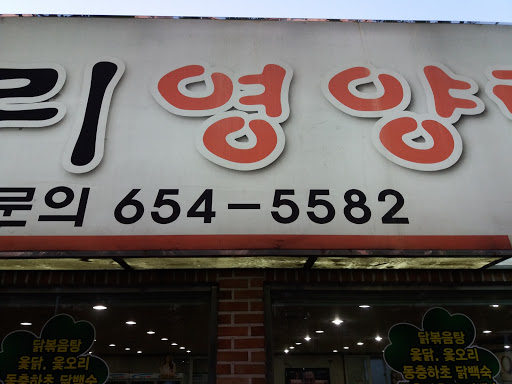 리영양
문의 654-5582
닭볶음탕
옻닭, 옻오리
동충하초 닭백숙
닭볶음탕
옻닭, 옻오리
동충하초 닭백숙